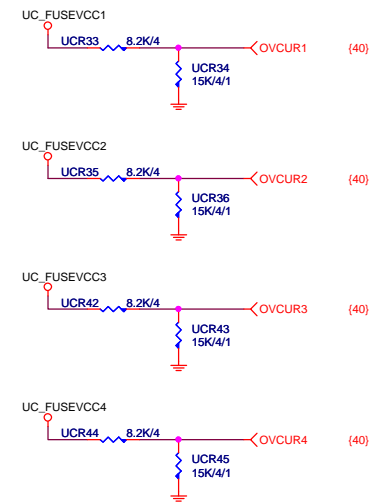 UC_FUSEVCC1
UCR33 8.2K/4 OVCUR1 {40}
UCR34
15K/4/1
UC_FUSEVCC2
UCR35 8.2K/4 OVCUR2 {40}
UCR36
15K/4/1
UC_FUSEVCC3
UCR42 8.2K/4 OVCUR3 {40}
UCR43
15K/4/1
UC_FUSEVCC4
UCR44 8.2K/4 OVCUR4 {40}
UCR45
15K/4/1